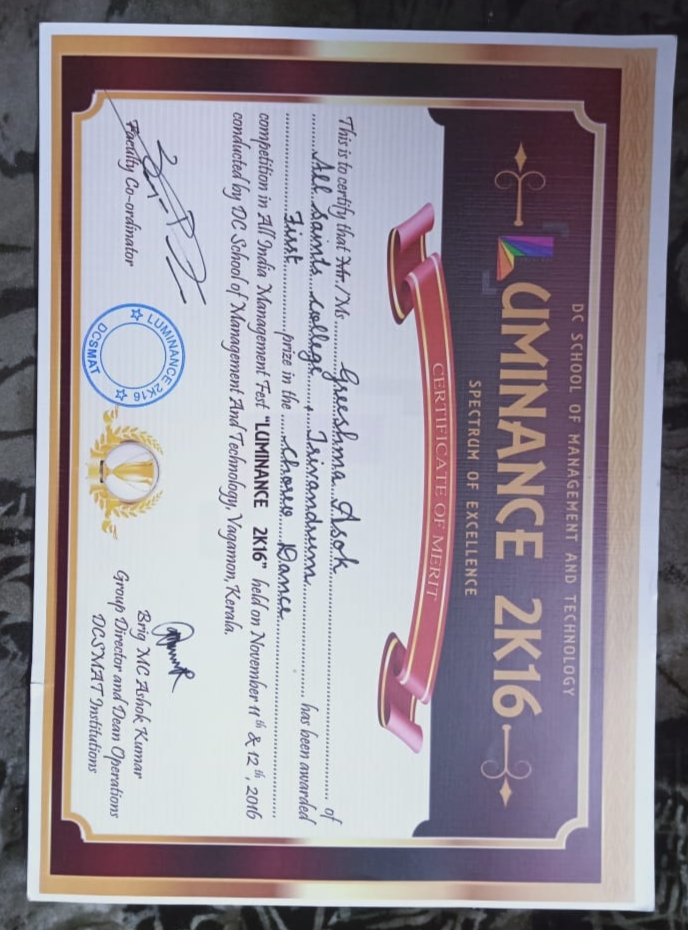 DC SCHOOL OF MANAGEMENT AND TECHNOLOGY
LUMINANCE 2K16
SPECTRUM OF EXCELLENCE
CERTIFICATE OF MERIT
This is to certify that Mr./Ms. Greeshma Asok of
All Saints college, Trivandrum has been awarded
First prize in the Choreo Dance
competition in All India Management Fest "LUMINANCE 2K16" held on November 11th & 12th, 2016
conducted by DC School of Management And Technology, Vagamon, Kerala.
Faculty Co-ordinator
LUMINANCE 2K16
DCSMAT
Brig MC Ashok Kumar
Group Director and Dean Operations
DCSMAT Institutions